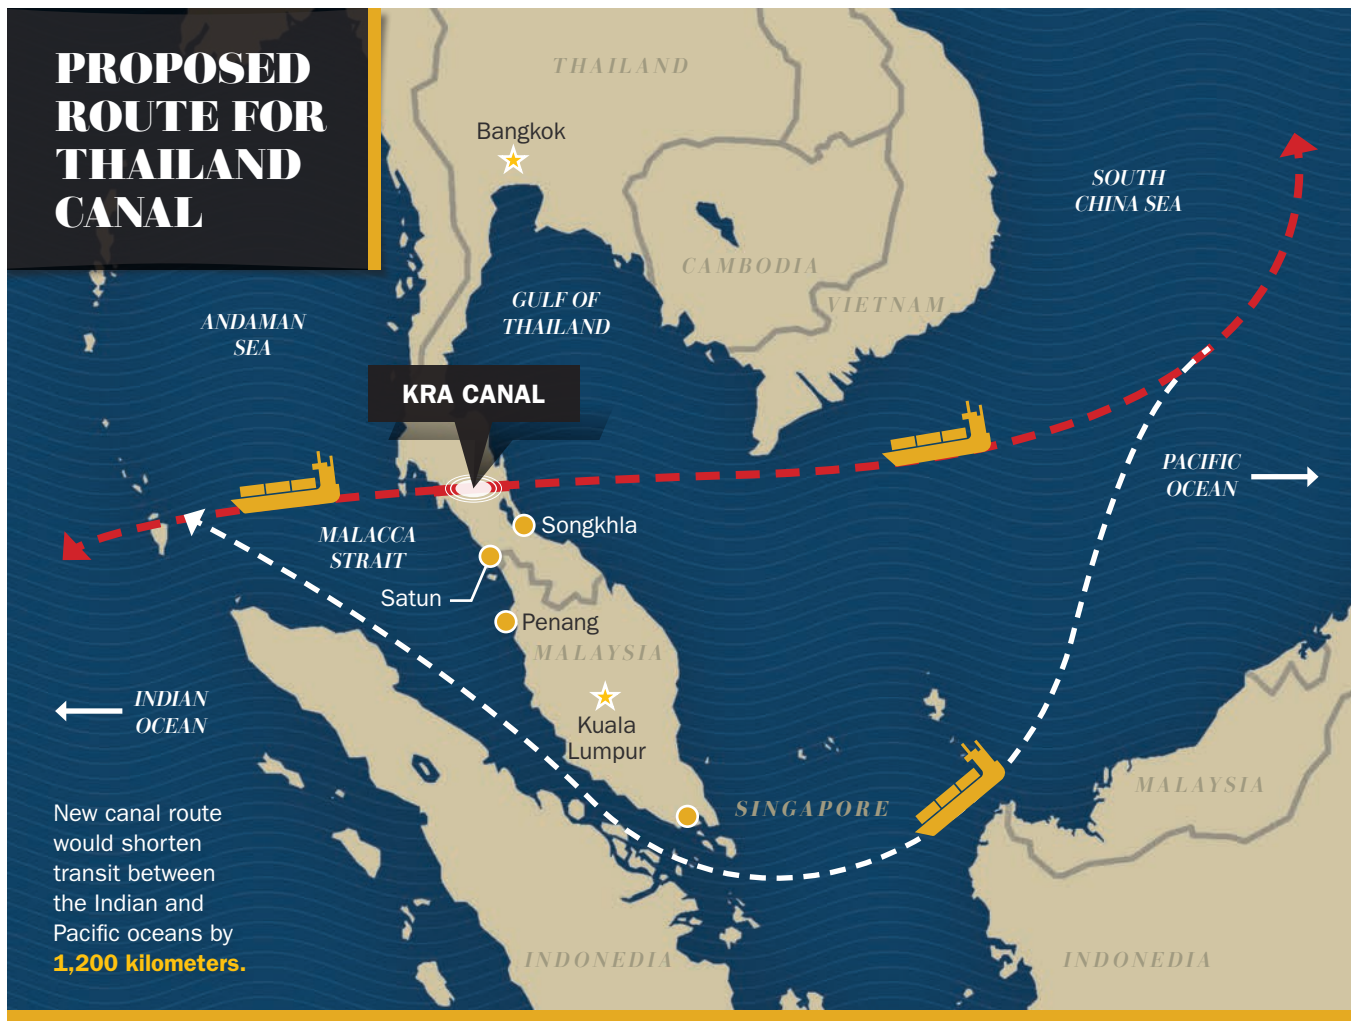 PROPOSED
ROUTE FOR
THAILAND
CANAL
THAILAND
Bangkok
SOUTH
CHINA SEA
CAMBODIA
VIETNAM
GULF OF
THAILAND
ANDAMAN
SEA
KRA CANAL
PACIFIC
OCEAN
MALACCA
STRAIT
Songkhla
Satun
Penang
MALAYSIA
INDIAN
OCEAN
Kuala
Lumpur
MALAYSIA
SINGAPORE
New canal route
would shorten
transit between
the Indian and
Pacific oceans by
1,200 kilometers.
INDONEDIA
INDONEDIA